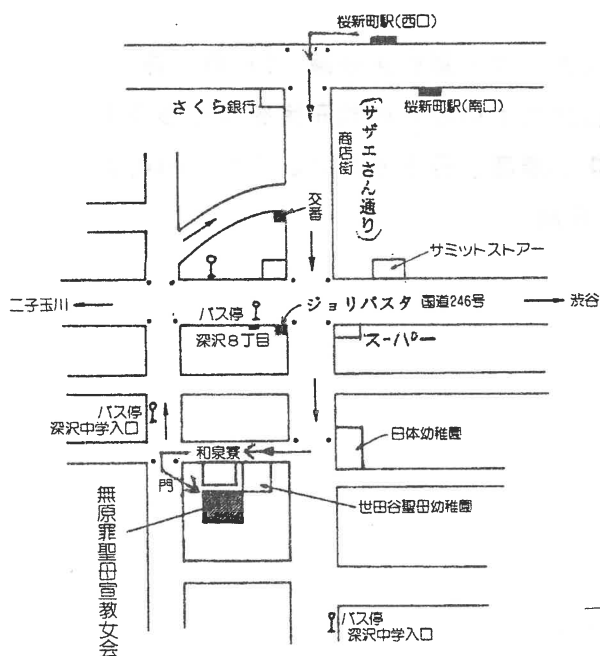 桜新町駅(西口)
さくら銀行
桜新町駅(南口)
商店街
(サザエさん通り)
交番
サミットストアー
二子玉川
バス停
ジョリパスタ
国道246号
渋谷
深沢8丁目
スーパー
バス停
深沢中学入口
和泉寮
日体幼稚園
門
世田谷聖母幼稚園
無原罪聖母宣教女会
バス停
深沢中学入口